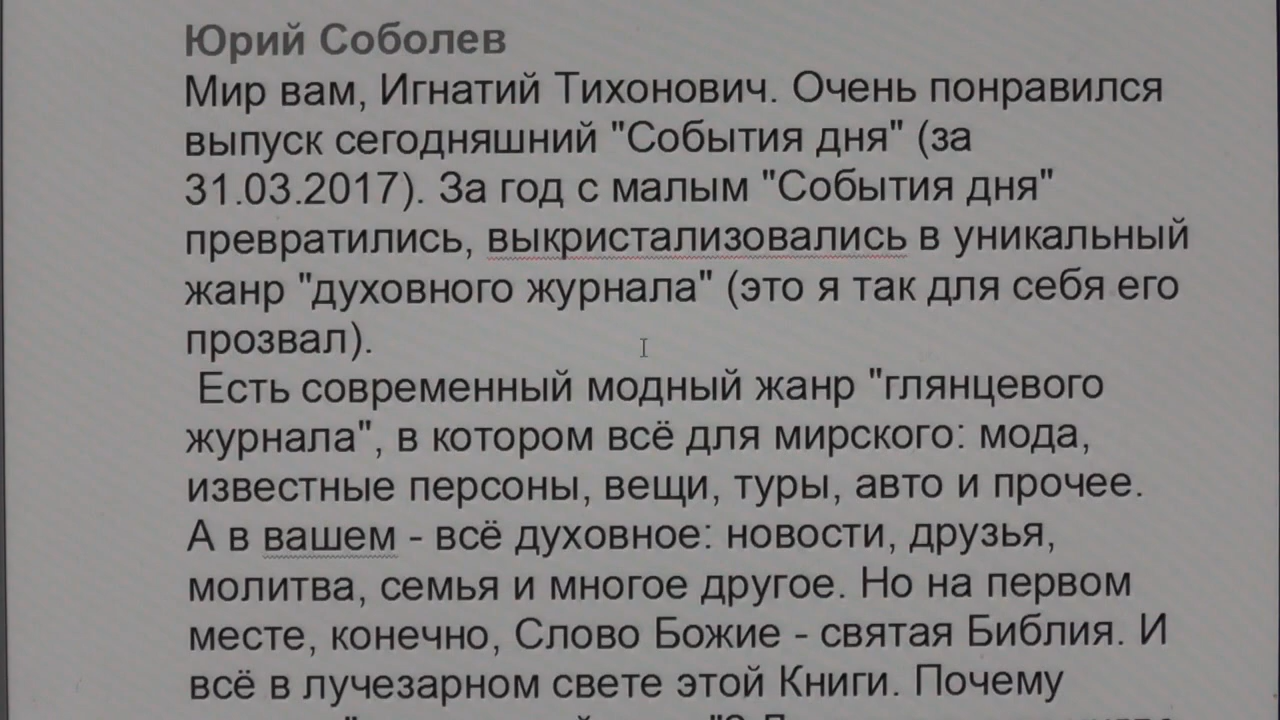 Юрий Соболев
Мир вам, Игнатий Тихонович. Очень понравился
выпуск сегодняшний "События дня" (за
31.03.2017). За год с малым "События дня"
превратились, выкристализовались в уникальный
жанр "духовного журнала" (это я так для себя его
прозвал).
Есть современный модный жанр "глянцевого
журнала", в котором всё для мирского: мода,
известные персоны, вещи, туры, авто и прочее.
А в вашем - всё духовное: новости, друзья,
молитва, семья и многое другое. Но на первом
месте, конечно, Слово Божие - святая Библия. И
всё в лучезарном свете этой Книги. Почему